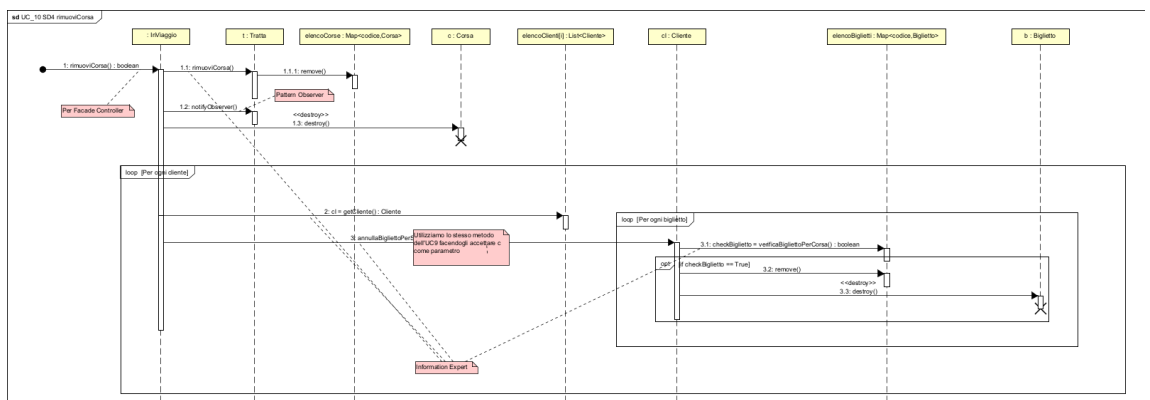 sd UC_10 SD4 rimuoviCorsa
: InViaggio
t : Tratta
elencoCorse : Map<codice,Corsa>
c : Corsa
elencoClienti[i] : List<Cliente>
cl : Cliente
elencoBiglietti : Map<codice,Biglietto>
b : Biglietto
1: rimuoviCorsa() : boolean
1.1: rimuoviCorsa()
1.1.1: remove()
Pattern Observer
Per Facade Controller
1.2: notifyObserver()
<<destroy>>
1.3: destroy()
loop [Per ogni cliente]
2: cl = getCliente() : Cliente
loop [Per ogni biglietto]
3: annullaBigliettoPer
Utilizziamo lo stesso metodo
dell'UC9 facendogli accettare c
come parametro
3.1: checkBiglietto = verificaBigliettoPerCorsa() : boolean
opt [if checkBiglietto == True]
3.2: remove()
<<destroy>>
3.3: destroy()
Information Expert